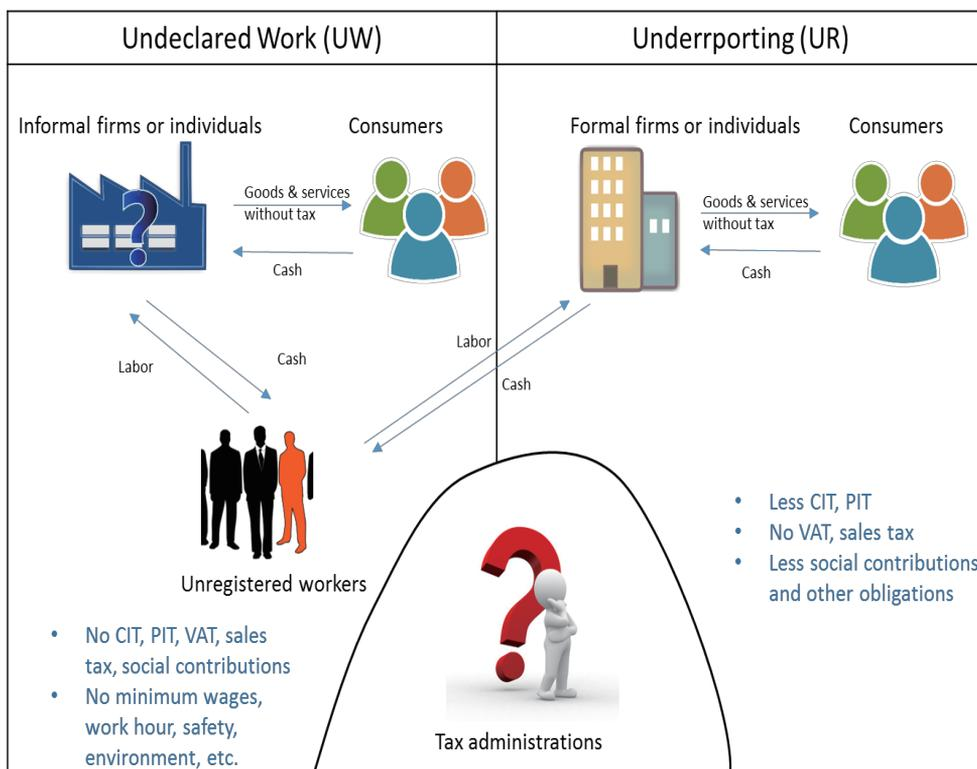 Undeclared Work (UW)
Underrporting (UR)
Informal firms or individuals
Consumers
Goods & services
without tax
Cash
Labor
Cash
Unregistered workers
• No CIT, PIT, VAT, sales
tax, social contributions
• No minimum wages,
work hour, safety,
environment, etc.
Formal firms or individuals
Consumers
Goods & services
without tax
Cash
Labor
Cash
• Less CIT, PIT
• No VAT, sales tax
• Less social contributions
and other obligations
Tax administrations